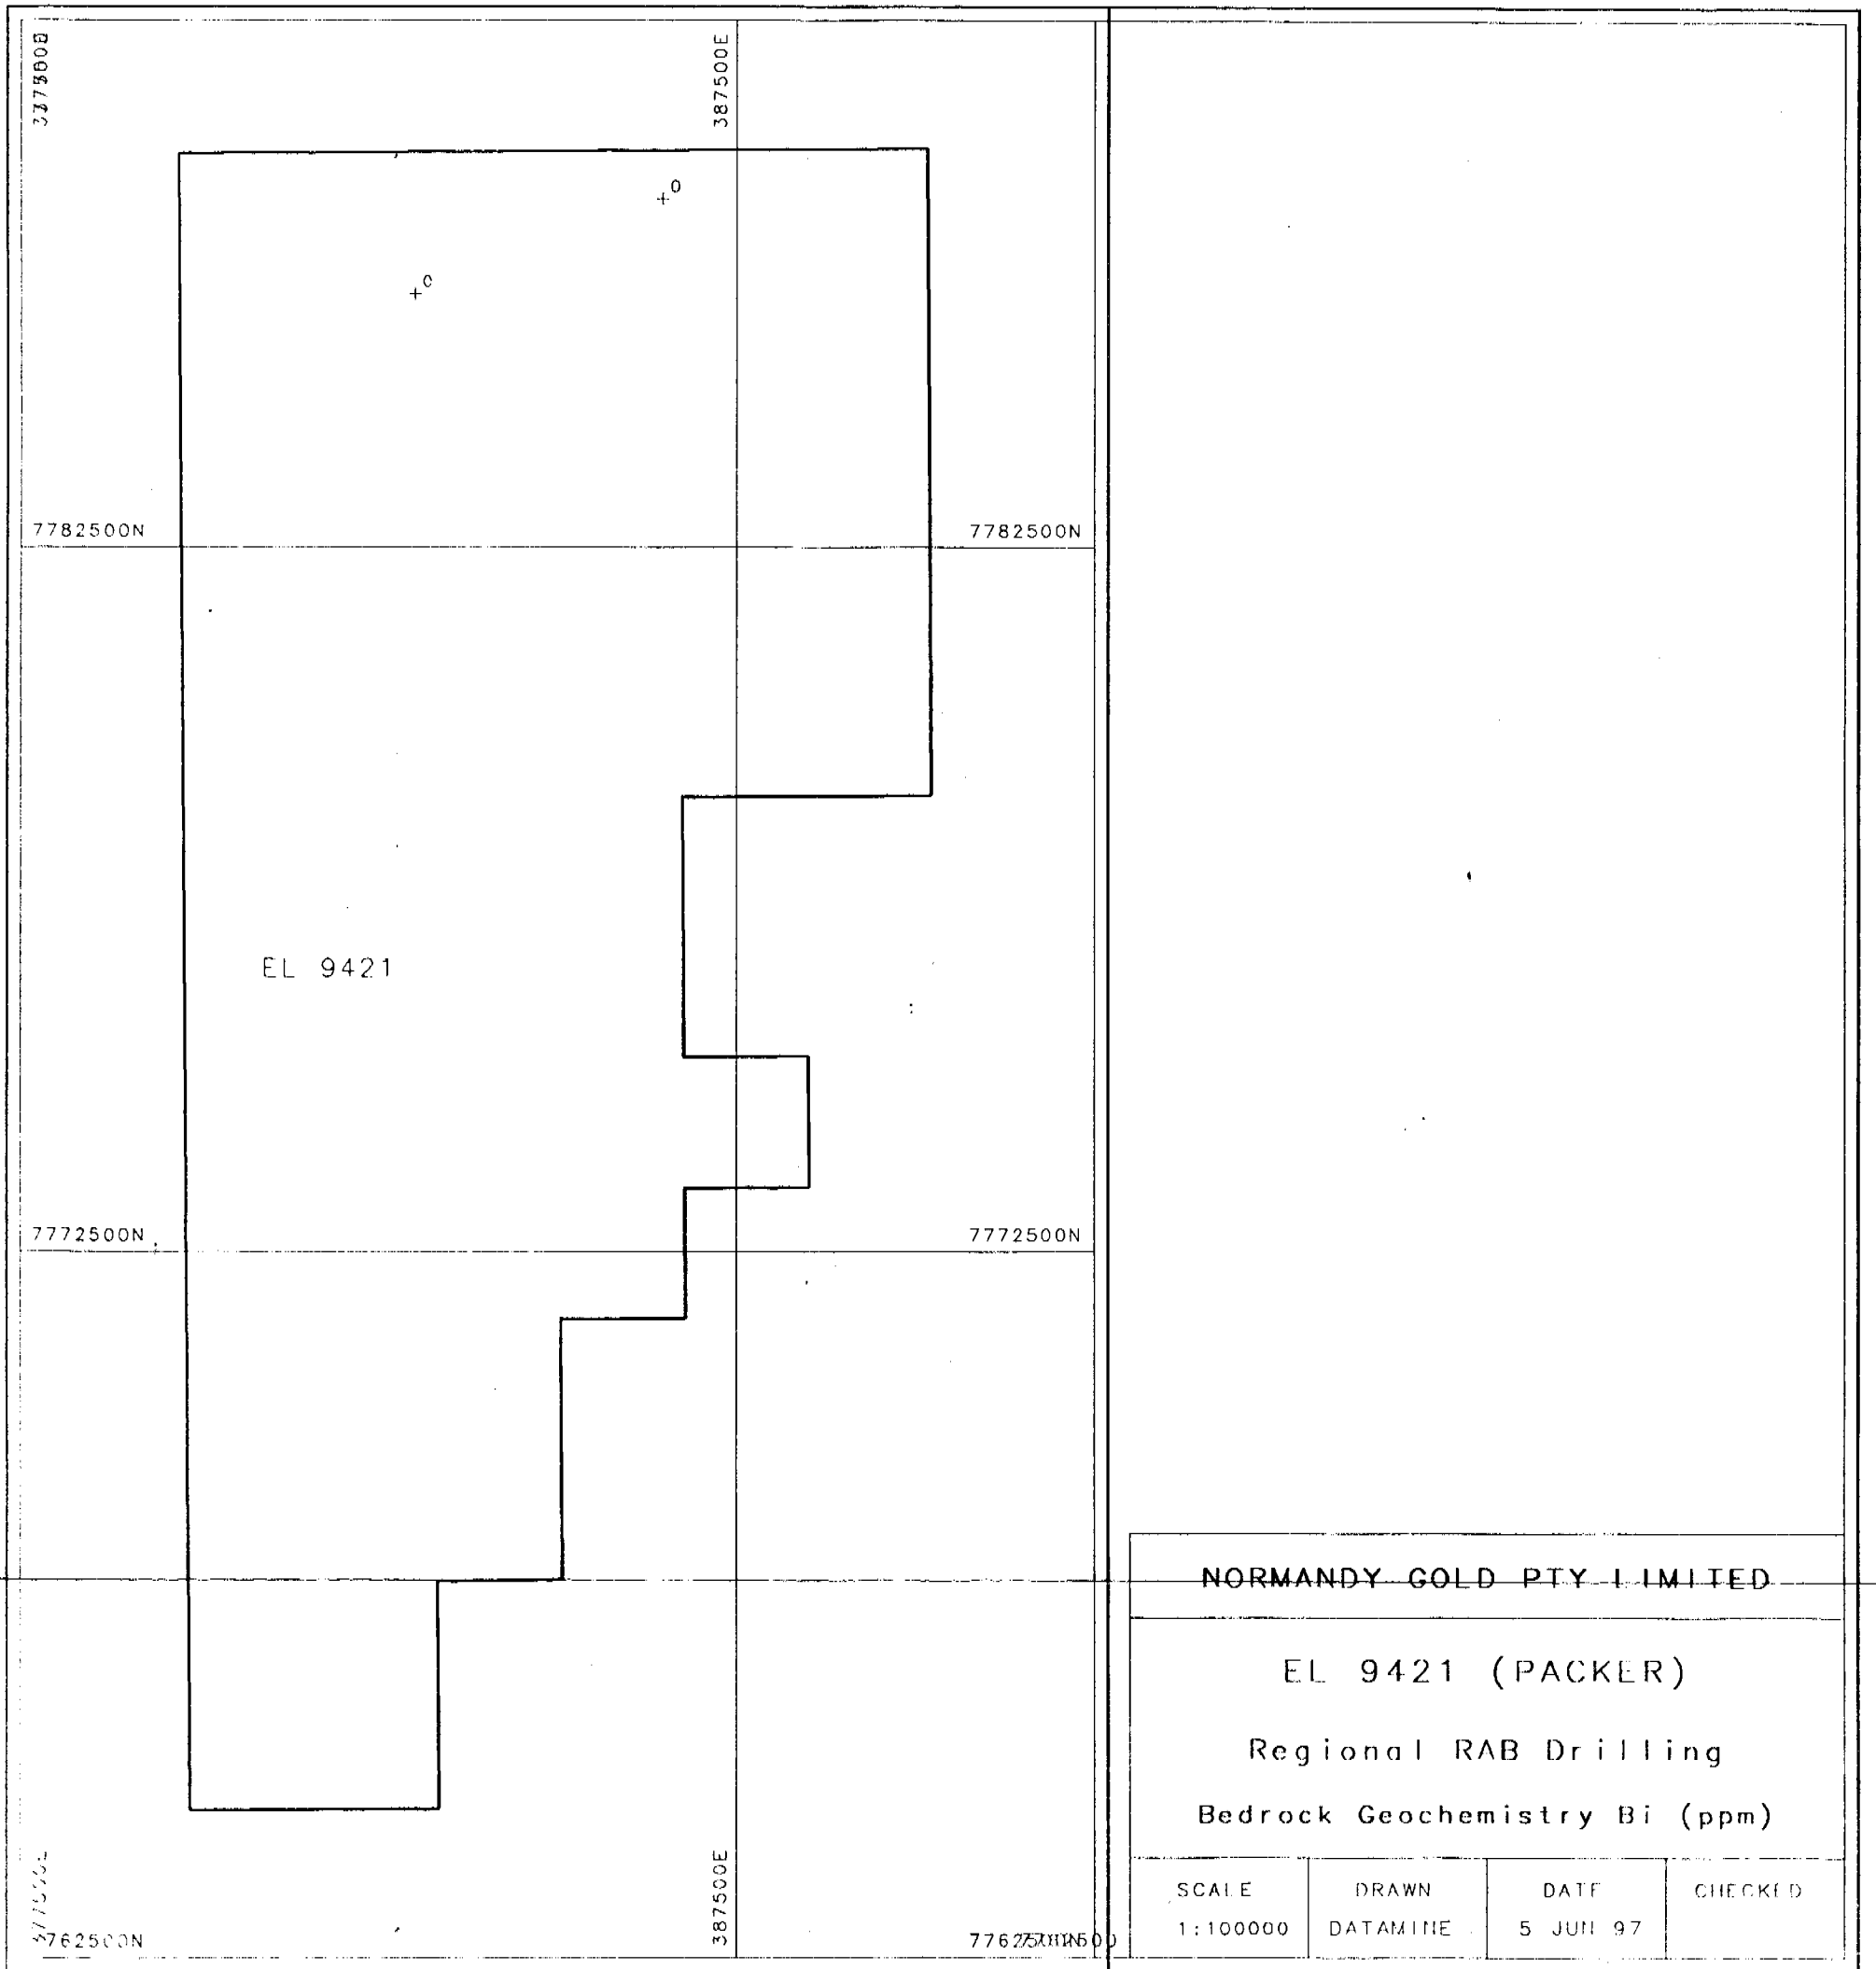 387500E
0
0
7782500N 7782500N
EL 9421
7772500N 7772500N
387500E
7762500N
NORMANDY GOLD PTY LIMITED
EL 9421 (PACKER)
Regional RAB Drilling
Bedrock Geochemistry Bi (ppm)
SCALE DRAWN DATE CHECKED
1:100000 DATAMINE 5 JUN 97